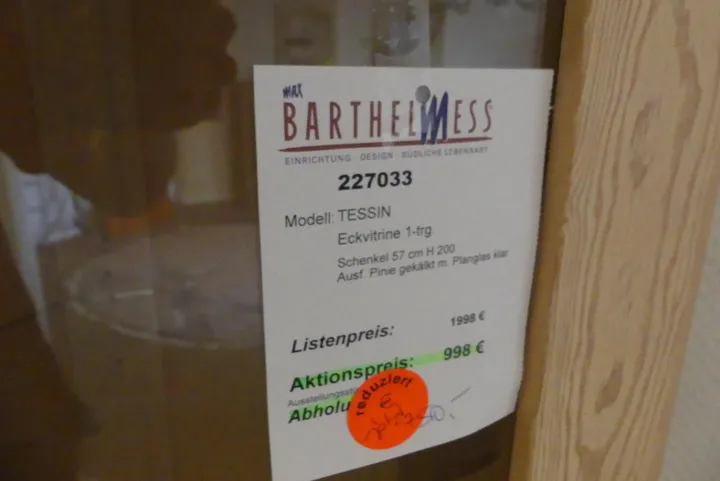 max
BARTHELMESS
EINRICHTUNG DESIGN SÜDLICHE LEBENSART
227033
Modell: TESSIN
Eckvitrine 1-trg.
Schenkel 57 cm H 200
Ausf. Pinie gekälkt m. Planglas klar
Listenpreis: 1998 €
Aktionspreis: 998 €
Abholu
reduziert
€